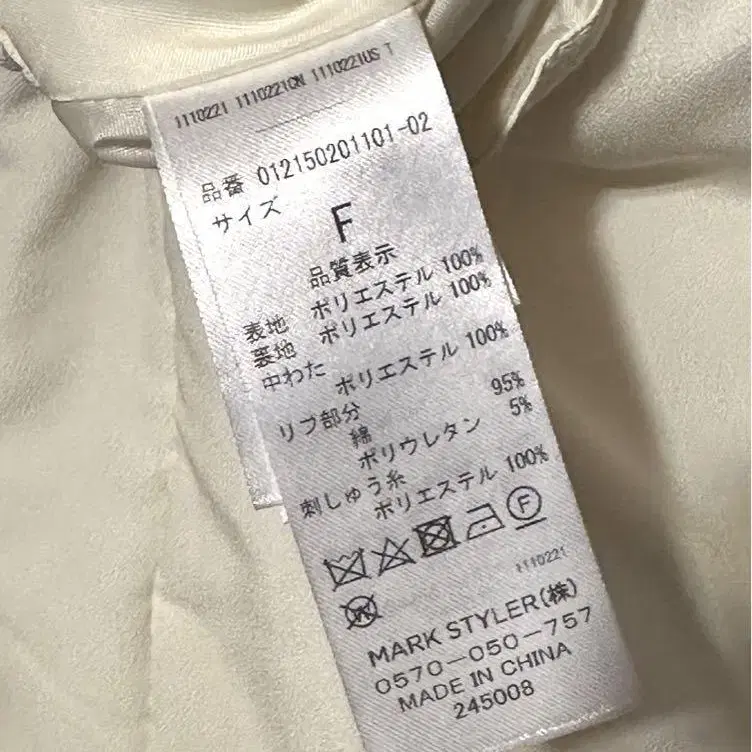 1110221 1110221CN 1110221US T
品番 012150201101-02
サイズ
F
品質表示
表地 ポリエステル 100%
裏地 ポリエステル 100%
中わた
ポリエステル 100%
リブ部分
綿 95%
ポリウレタン 5%
刺しゅう糸
ポリエステル 100%
F
1110221
W
MARK STYLER(株)
0570-050-757
MADE IN CHINA
245008